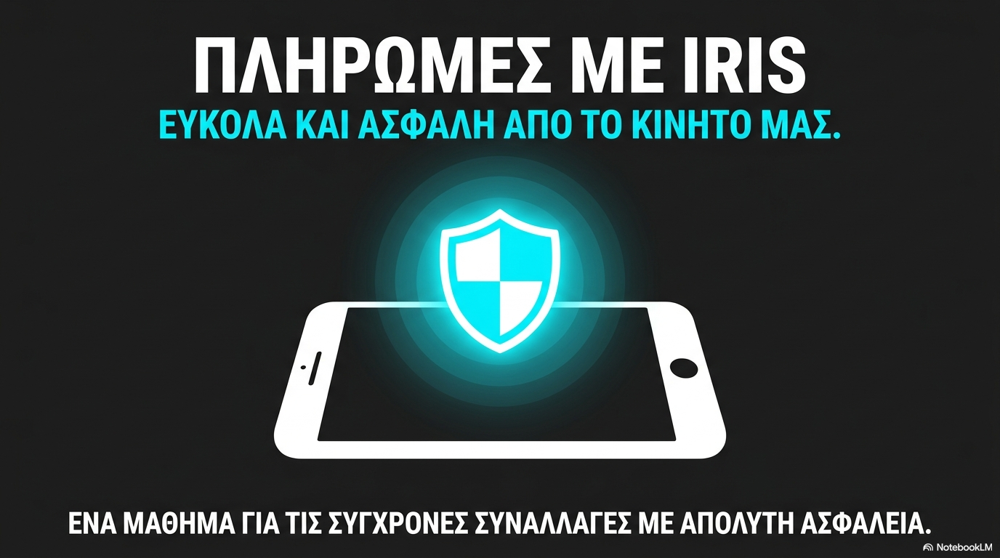 ΠΛΗΡΩΜΕΣ ΜΕ IRIS
ΕΥΚΟΛΑ ΚΑΙ ΑΣΦΑΛΗ ΑΠΟ ΤΟ ΚΙΝΗΤΟ ΜΑΣ.
ΕΝΑ ΜΑΘΗΜΑ ΓΙΑ ΤΙΣ ΣΥΓΧΡΟΝΕΣ ΣΥΝΑΛΛΑΓΕΣ ΜΕ ΑΠΟΛΥΤΗ ΑΣΦΑΛΕΙΑ.
NotebookLM